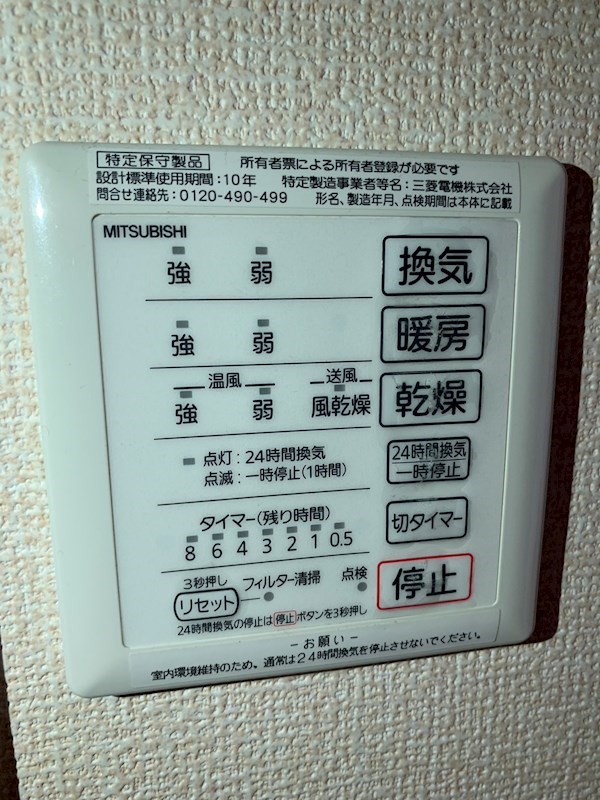 特定保守製品 所有者票による所有者登録が必要です
設計標準使用期間:10年 特定製造事業者等名:三菱電機株式会社
問合せ連絡先:0120-490-499 形名、製造年月、点検期間は本体に記載
MITSUBISHI
強 弱 換気
強 弱 暖房
温風 送風
強 弱 風乾燥 乾燥
点灯:24時間換気
点滅:一時停止(1時間)
24時間換気
一時停止
タイマー(残り時間)
8 6 4 3 2 1 0.5
切タイマー
3秒押し
リセット フィルター清掃 点検
停止
24時間換気の停止は停止ボタンを3秒押し
-お願い-
室内環境維持のため、通常は24時間換気を停止させないでください。